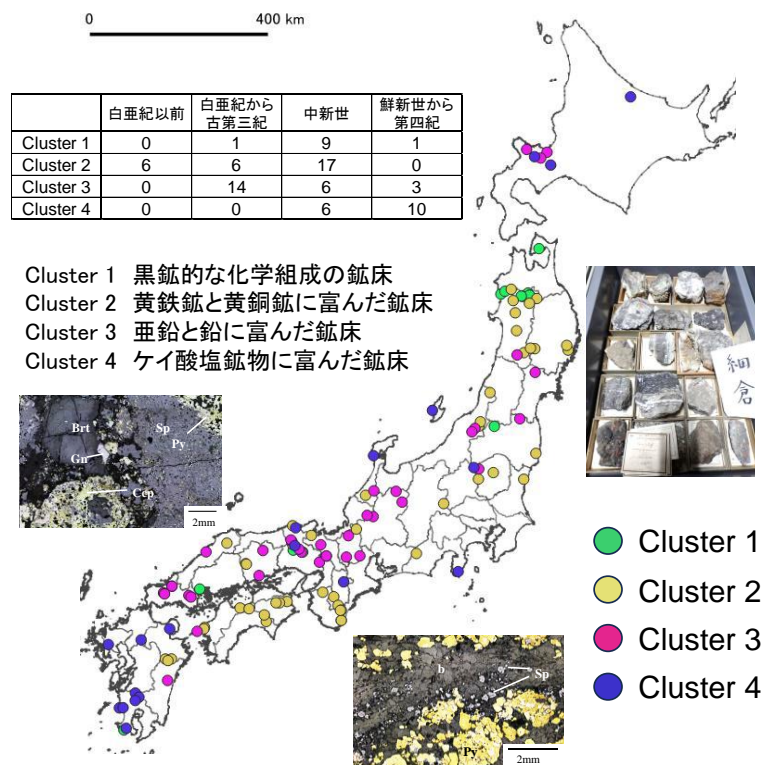 0 400 km
白亜紀以前 白亜紀から古第三紀 中新世 鮮新世から第四紀
Cluster 1 0 1 9 1
Cluster 2 6 6 17 0
Cluster 3 0 14 6 3
Cluster 4 0 0 6 10
Cluster 1 黒鉱的な化学組成の鉱床
Cluster 2 黄鉄鉱と黄銅鉱に富んだ鉱床
Cluster 3 亜鉛と鉛に富んだ鉱床
Cluster 4 ケイ酸塩鉱物に富んだ鉱床
細倉
Brt
Sp
Py
Gn
Ccp
2mm
Cluster 1
Cluster 2
Cluster 3
Cluster 4
b
Sp
Py
2mm